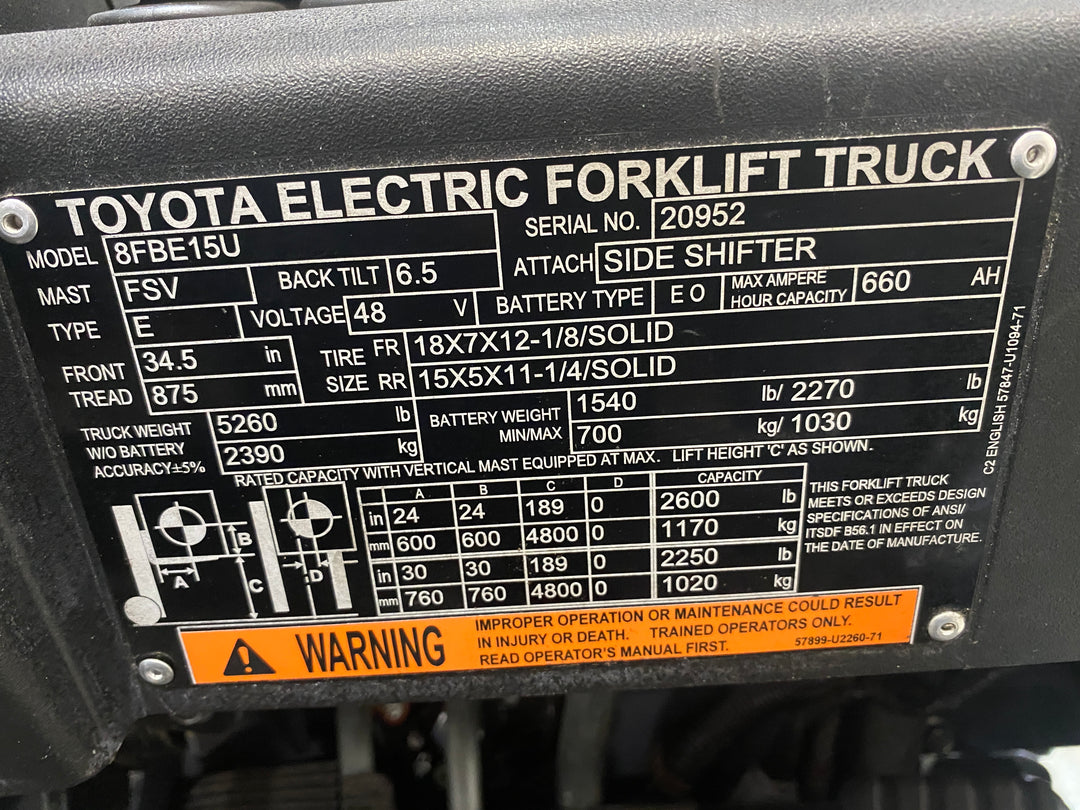 TOYOTA ELECTRIC FORKLIFT TRUCK
MODEL 8FBE15U SERIAL NO. 20952
MAST FSV BACK TILT 6.5 ATTACH SIDE SHIFTER
TYPE E VOLTAGE 48 V BATTERY TYPE E O MAX AMPERE HOUR CAPACITY 660 AH
FRONT TREAD 34.5 in TIRE SIZE FR 18X7X12-1/8/SOLID
875 mm RR 15X5X11-1/4/SOLID
TRUCK WEIGHT W/O BATTERY ACCURACY±5% 5260 lb BATTERY WEIGHT MIN/MAX 1540 lb/ 2270 lb
2390 kg 700 kg/ 1030 kg
RATED CAPACITY WITH VERTICAL MAST EQUIPPED AT MAX. LIFT HEIGHT 'C' AS SHOWN.
A B C D CAPACITY
in 24 24 189 0 2600 lb
mm 600 600 4800 0 1170 kg
in 30 30 189 0 2250 lb
mm 760 760 4800 0 1020 kg
A B C D
THIS FORKLIFT TRUCK
MEETS OR EXCEEDS DESIGN
SPECIFICATIONS OF ANSI/
ITSDF B56.1 IN EFFECT ON
THE DATE OF MANUFACTURE.
C2 ENGLISH 57847-U1094-71
WARNING
IMPROPER OPERATION OR MAINTENANCE COULD RESULT
IN INJURY OR DEATH. TRAINED OPERATORS ONLY.
READ OPERATOR'S MANUAL FIRST. 57899-U2260-71